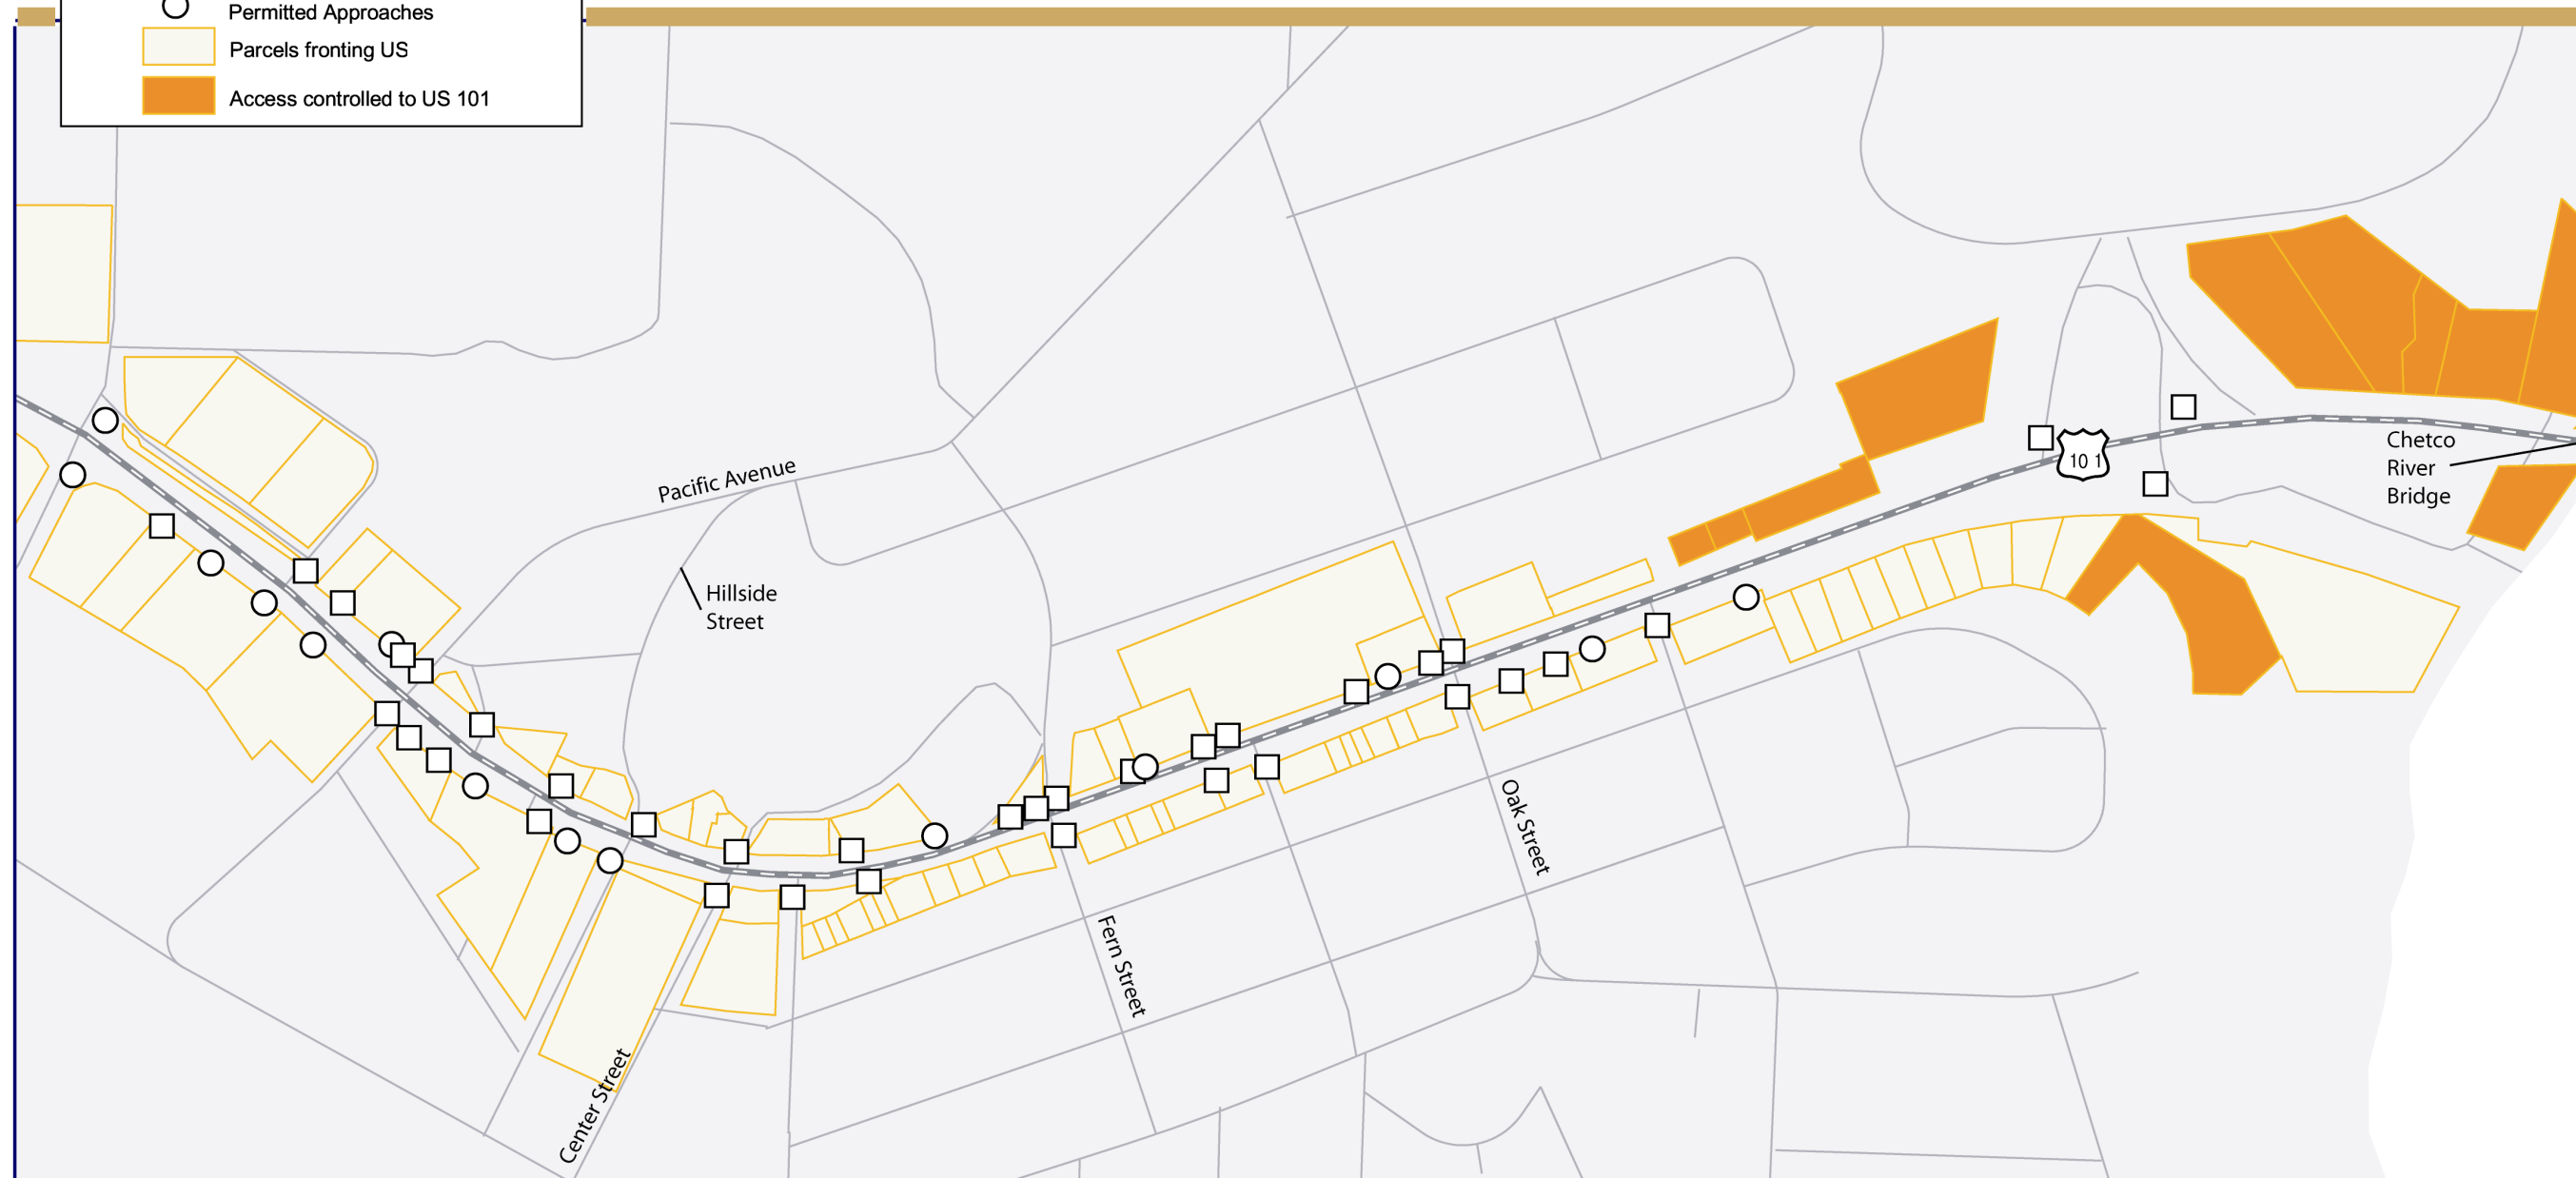 Permitted Approaches
Parcels fronting US
Access controlled to US 101
Pacific Avenue
Hillside
Street
10 1
Chetco
River
Bridge
Oak Street
Fern Street
Center Street